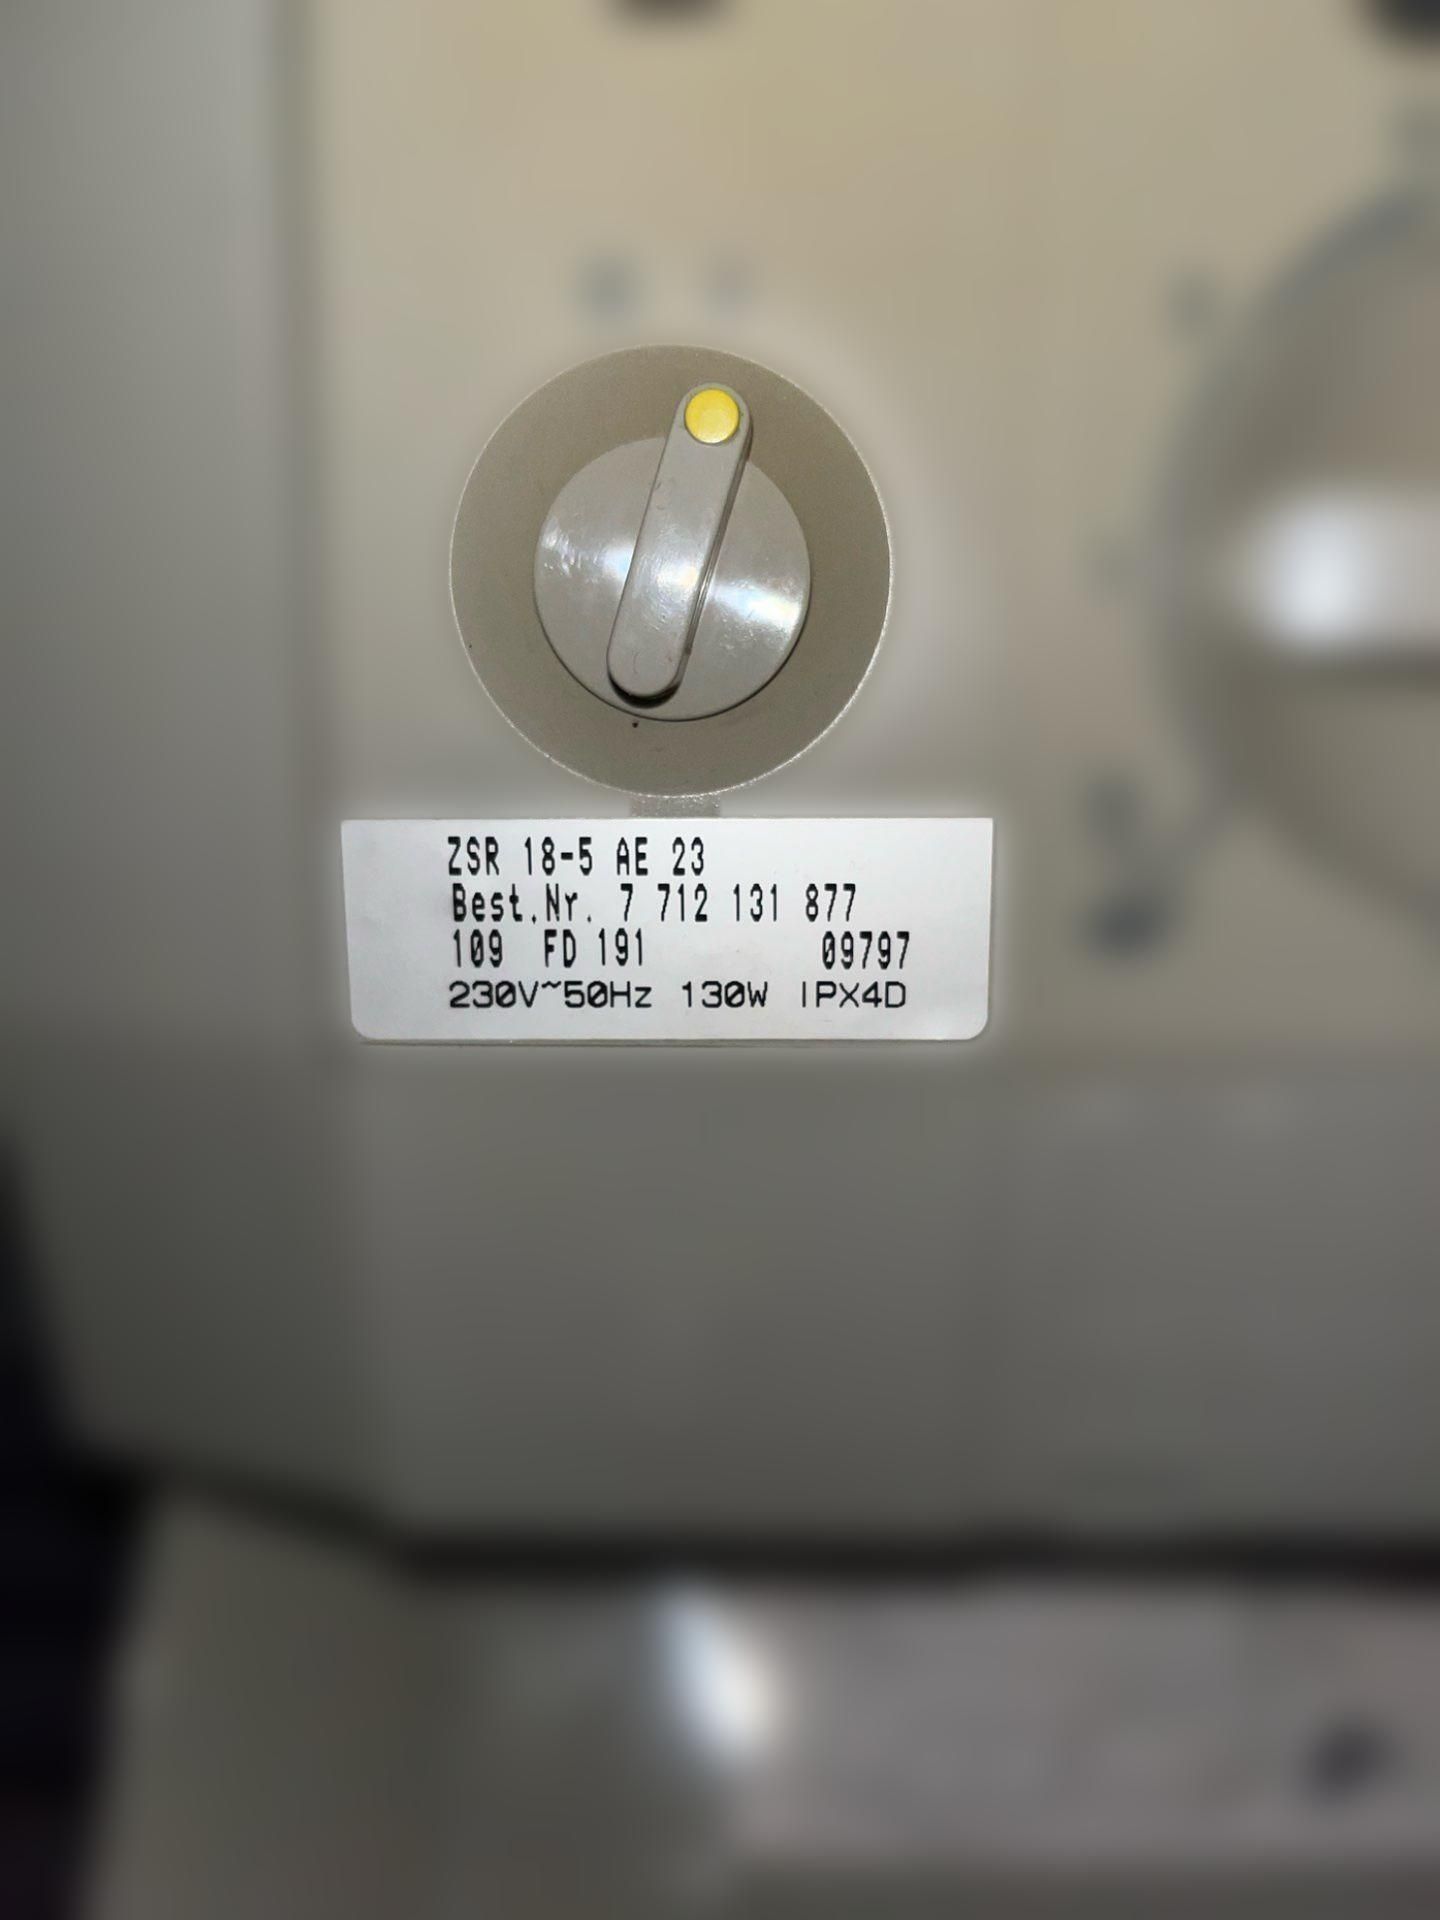 ZSR 18-5 AE 23
Best.Nr. 7 712 131 877
109 FD 191 09797
230V~50Hz 130W IPX4D